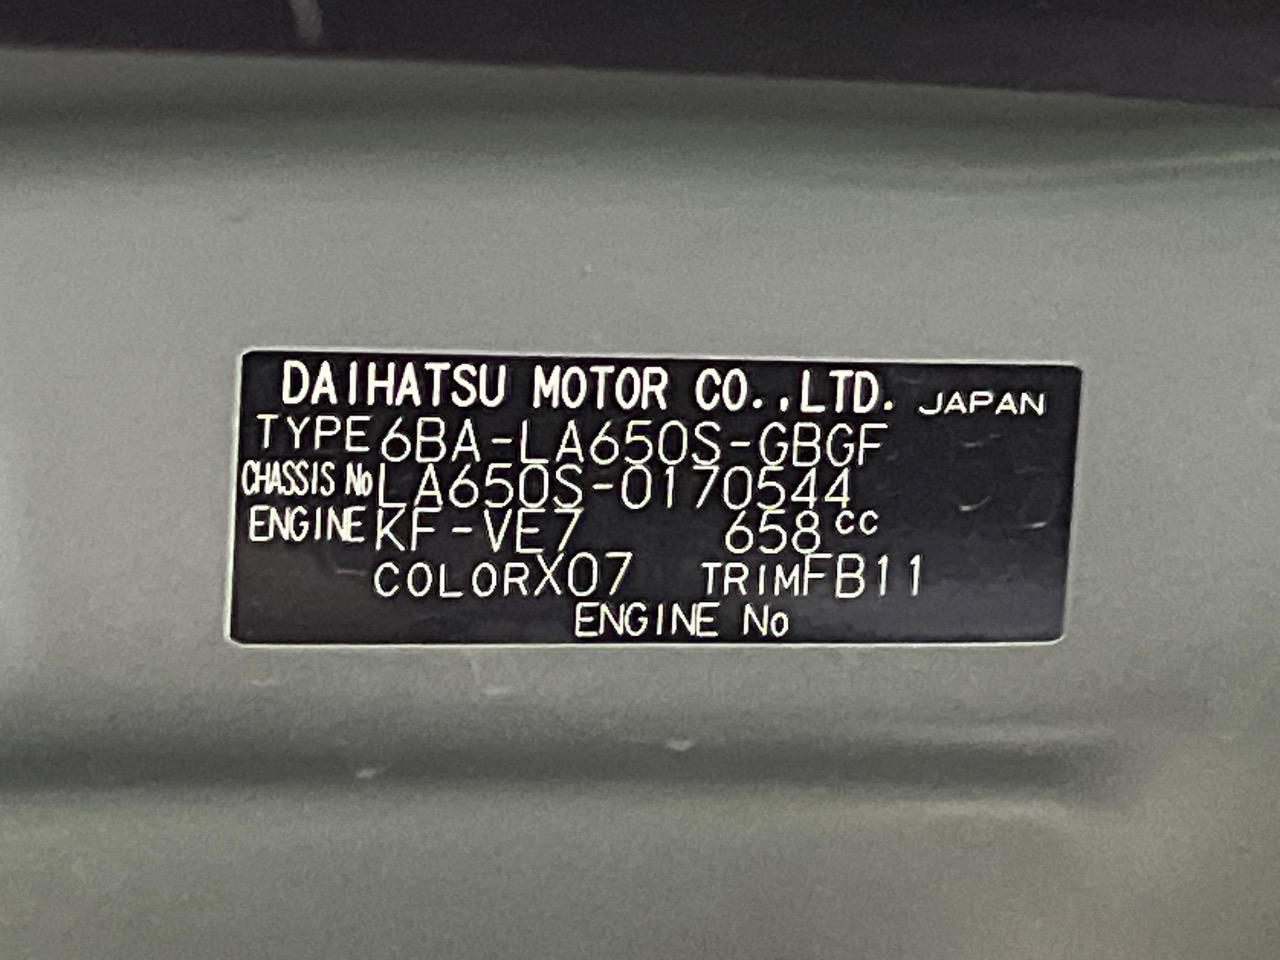 DAIHATSU MOTOR CO.,LTD. JAPAN
TYPE 6BA-LA650S-GBGF
CHASSIS No LA650S-0170544
ENGINE KF-VE7 658cc
COLOR X07 TRIM FB11
ENGINE No